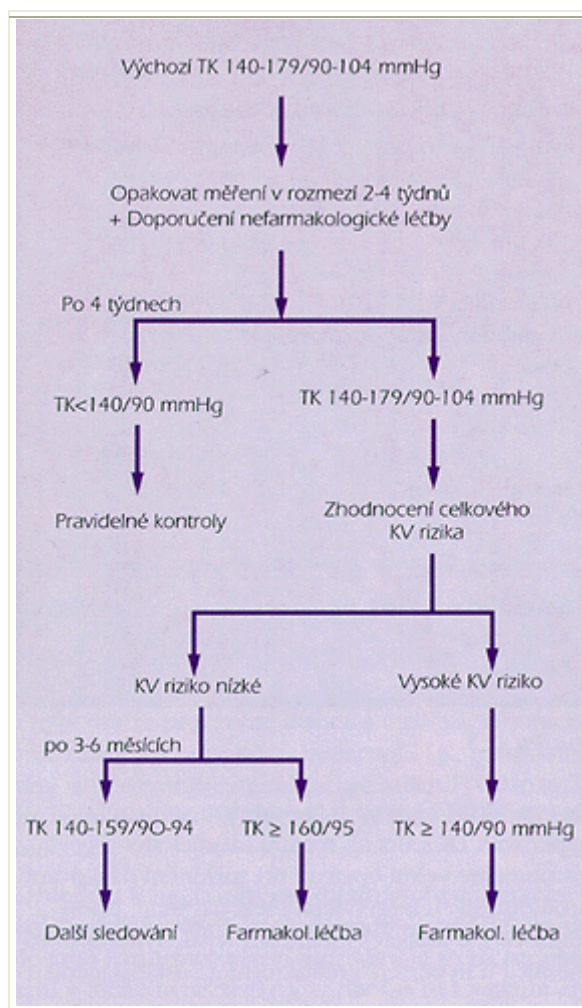 Výchozí TK 140-179/90-104 mmHg
Opakovat měření v rozmezí 2-4 týdnů
+ Doporučení nefarmakologické léčby
Po 4 týdnech
TK<140/90 mmHg
TK 140-179/90-104 mmHg
Pravidelné kontroly
Zhodnocení celkového
KV rizika
KV riziko nízké
Vysoké KV riziko
po 3-6 měsících
TK 140-159/9O-94
TK ≥ 160/95
TK ≥ 140/90 mmHg
Další sledování
Farmakol.léčba
Farmakol. léčba